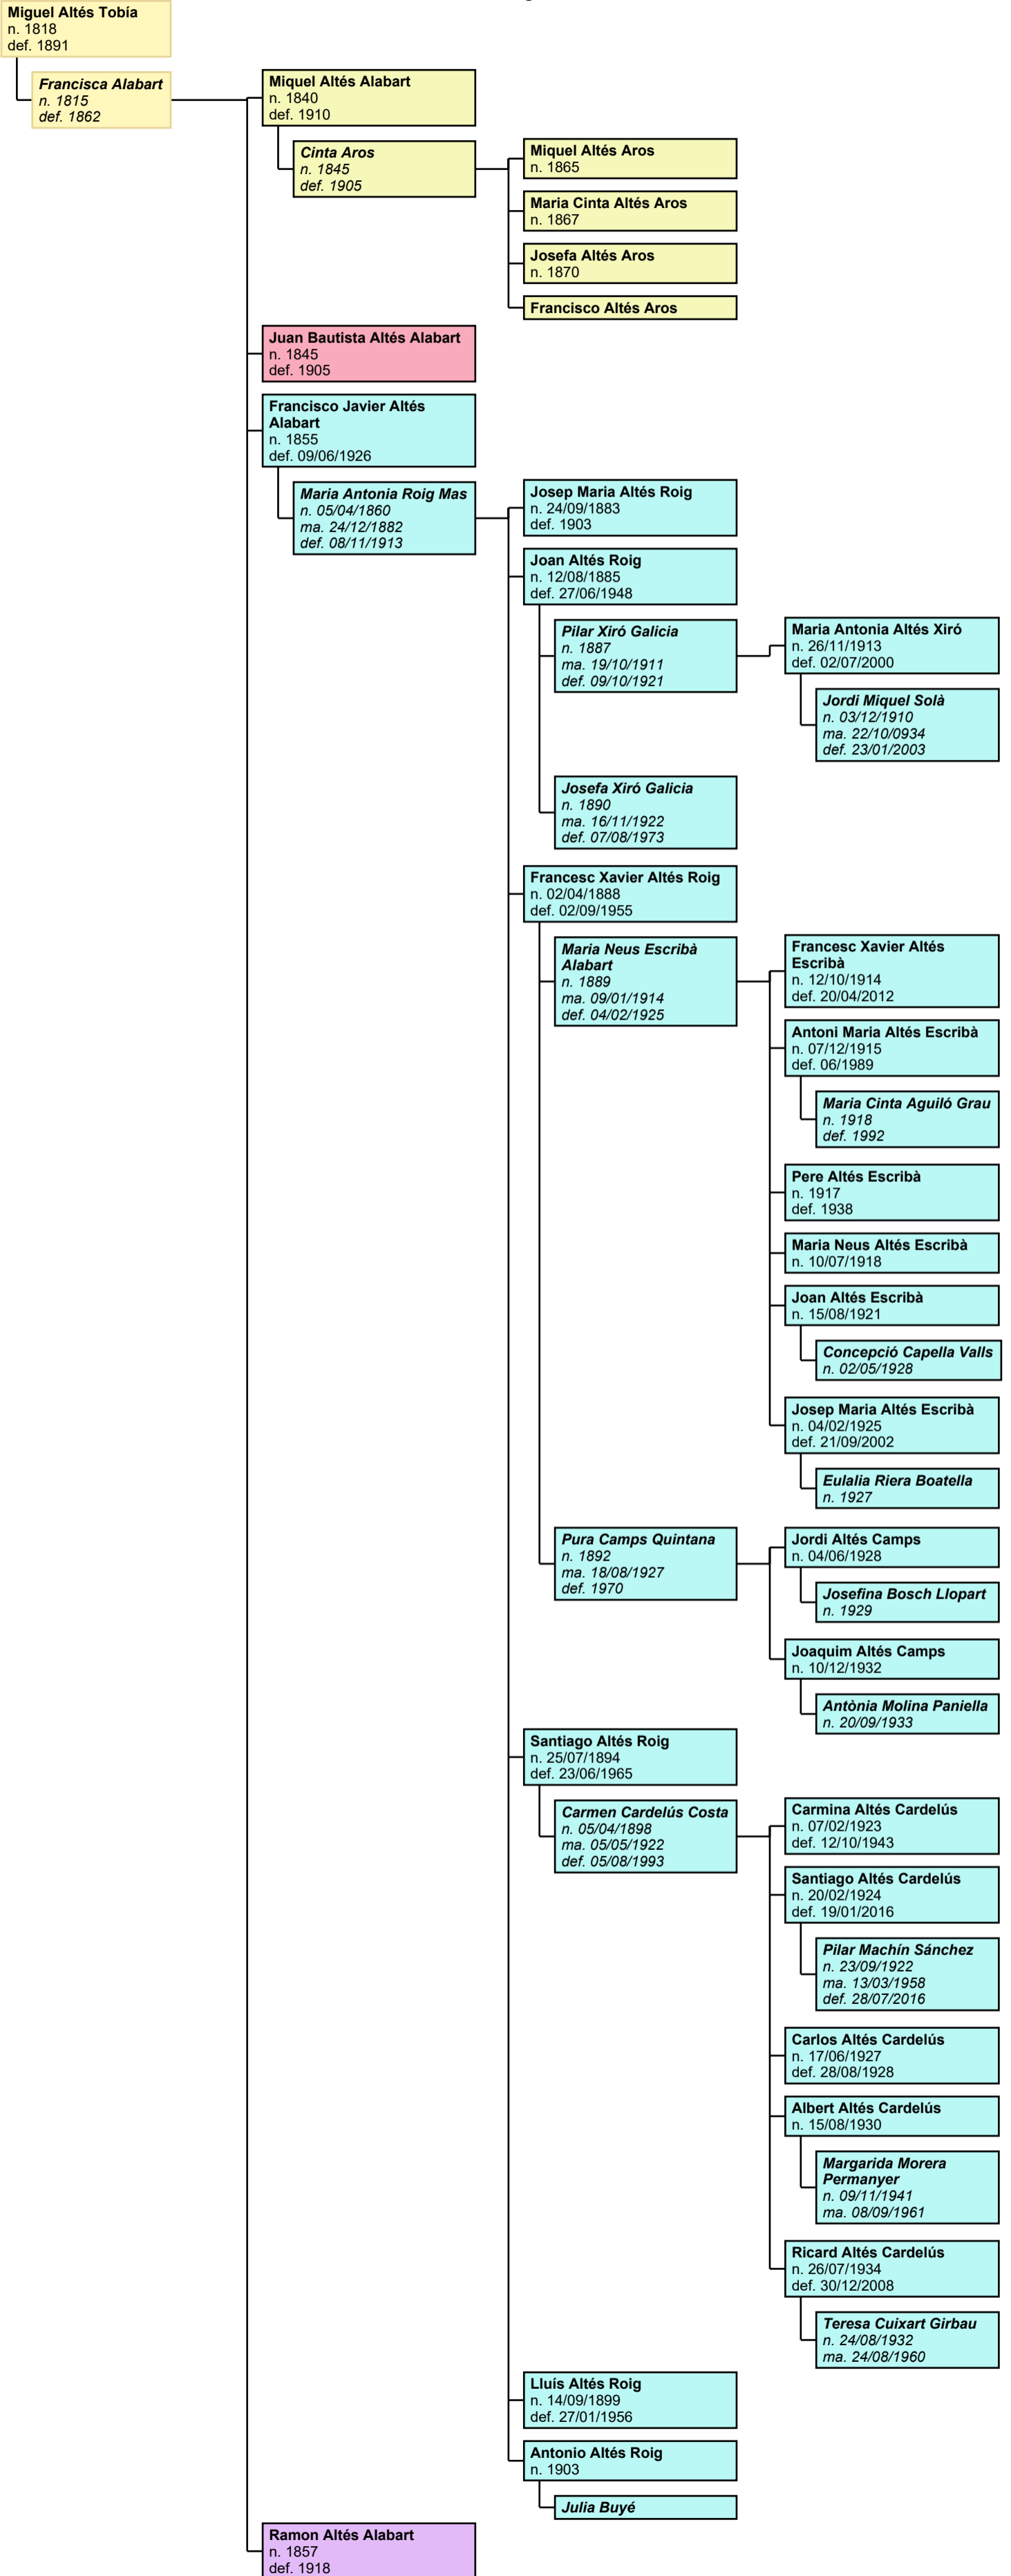 Miguel Altés Tobía
n. 1818
def. 1891
Francisca Alabart
n. 1815
def. 1862
Miquel Altés Alabart
n. 1840
def. 1910
Cinta Aros
n. 1845
def. 1905
Miquel Altés Aros
n. 1865
Maria Cinta Altés Aros
n. 1867
Josefa Altés Aros
n. 1870
Francisco Altés Aros
Juan Bautista Altés Alabart
n. 1845
def. 1905
Francisco Javier Altés
Alabart
n. 1855
def. 09/06/1926
Maria Antonia Roig Mas
n. 05/04/1860
ma. 24/12/1882
def. 08/11/1913
Josep Maria Altés Roig
n. 24/09/1883
def. 1903
Joan Altés Roig
n. 12/08/1885
def. 27/06/1948
Pilar Xiró Galicia
n. 1887
ma. 19/10/1911
def. 09/10/1921
Maria Antonia Altés Xiró
n. 26/11/1913
def. 02/07/2000
Jordi Miquel Solà
n. 03/12/1910
ma. 22/10/0934
def. 23/01/2003
Josefa Xiró Galicia
n. 1890
ma. 16/11/1922
def. 07/08/1973
Francesc Xavier Altés Roig
n. 02/04/1888
def. 02/09/1955
Maria Neus Escribà
Alabart
n. 1889
ma. 09/01/1914
def. 04/02/1925
Francesc Xavier Altés
Escribà
n. 12/10/1914
def. 20/04/2012
Antoni Maria Altés Escribà
n. 07/12/1915
def. 06/1989
Maria Cinta Aguiló Grau
n. 1918
def. 1992
Pere Altés Escribà
n. 1917
def. 1938
Maria Neus Altés Escribà
n. 10/07/1918
Joan Altés Escribà
n. 15/08/1921
Concepció Capella Valls
n. 02/05/1928
Josep Maria Altés Escribà
n. 04/02/1925
def. 21/09/2002
Eulalia Riera Boatella
n. 1927
Pura Camps Quintana
n. 1892
ma. 18/08/1927
def. 1970
Jordi Altés Camps
n. 04/06/1928
Josefina Bosch Llopart
n. 1929
Joaquim Altés Camps
n. 10/12/1932
Antònia Molina Paniella
n. 20/09/1933
Santiago Altés Roig
n. 25/07/1894
def. 23/06/1965
Carmen Cardelús Costa
n. 05/04/1898
ma. 05/05/1922
def. 05/08/1993
Carmina Altés Cardelús
n. 07/02/1923
def. 12/10/1943
Santiago Altés Cardelús
n. 20/02/1924
def. 19/01/2016
Pilar Machín Sánchez
n. 23/09/1922
ma. 13/03/1958
def. 28/07/2016
Carlos Altés Cardelús
n. 17/06/1927
def. 28/08/1928
Albert Altés Cardelús
n. 15/08/1930
Margarida Morera
Permanyer
n. 09/11/1941
ma. 08/09/1961
Ricard Altés Cardelús
n. 26/07/1934
def. 30/12/2008
Teresa Cuixart Girbau
n. 24/08/1932
ma. 24/08/1960
Lluís Altés Roig
n. 14/09/1899
def. 27/01/1956
Antonio Altés Roig
n. 1903
Julia Buyé
Ramon Altés Alabart
n. 1857
def. 1918